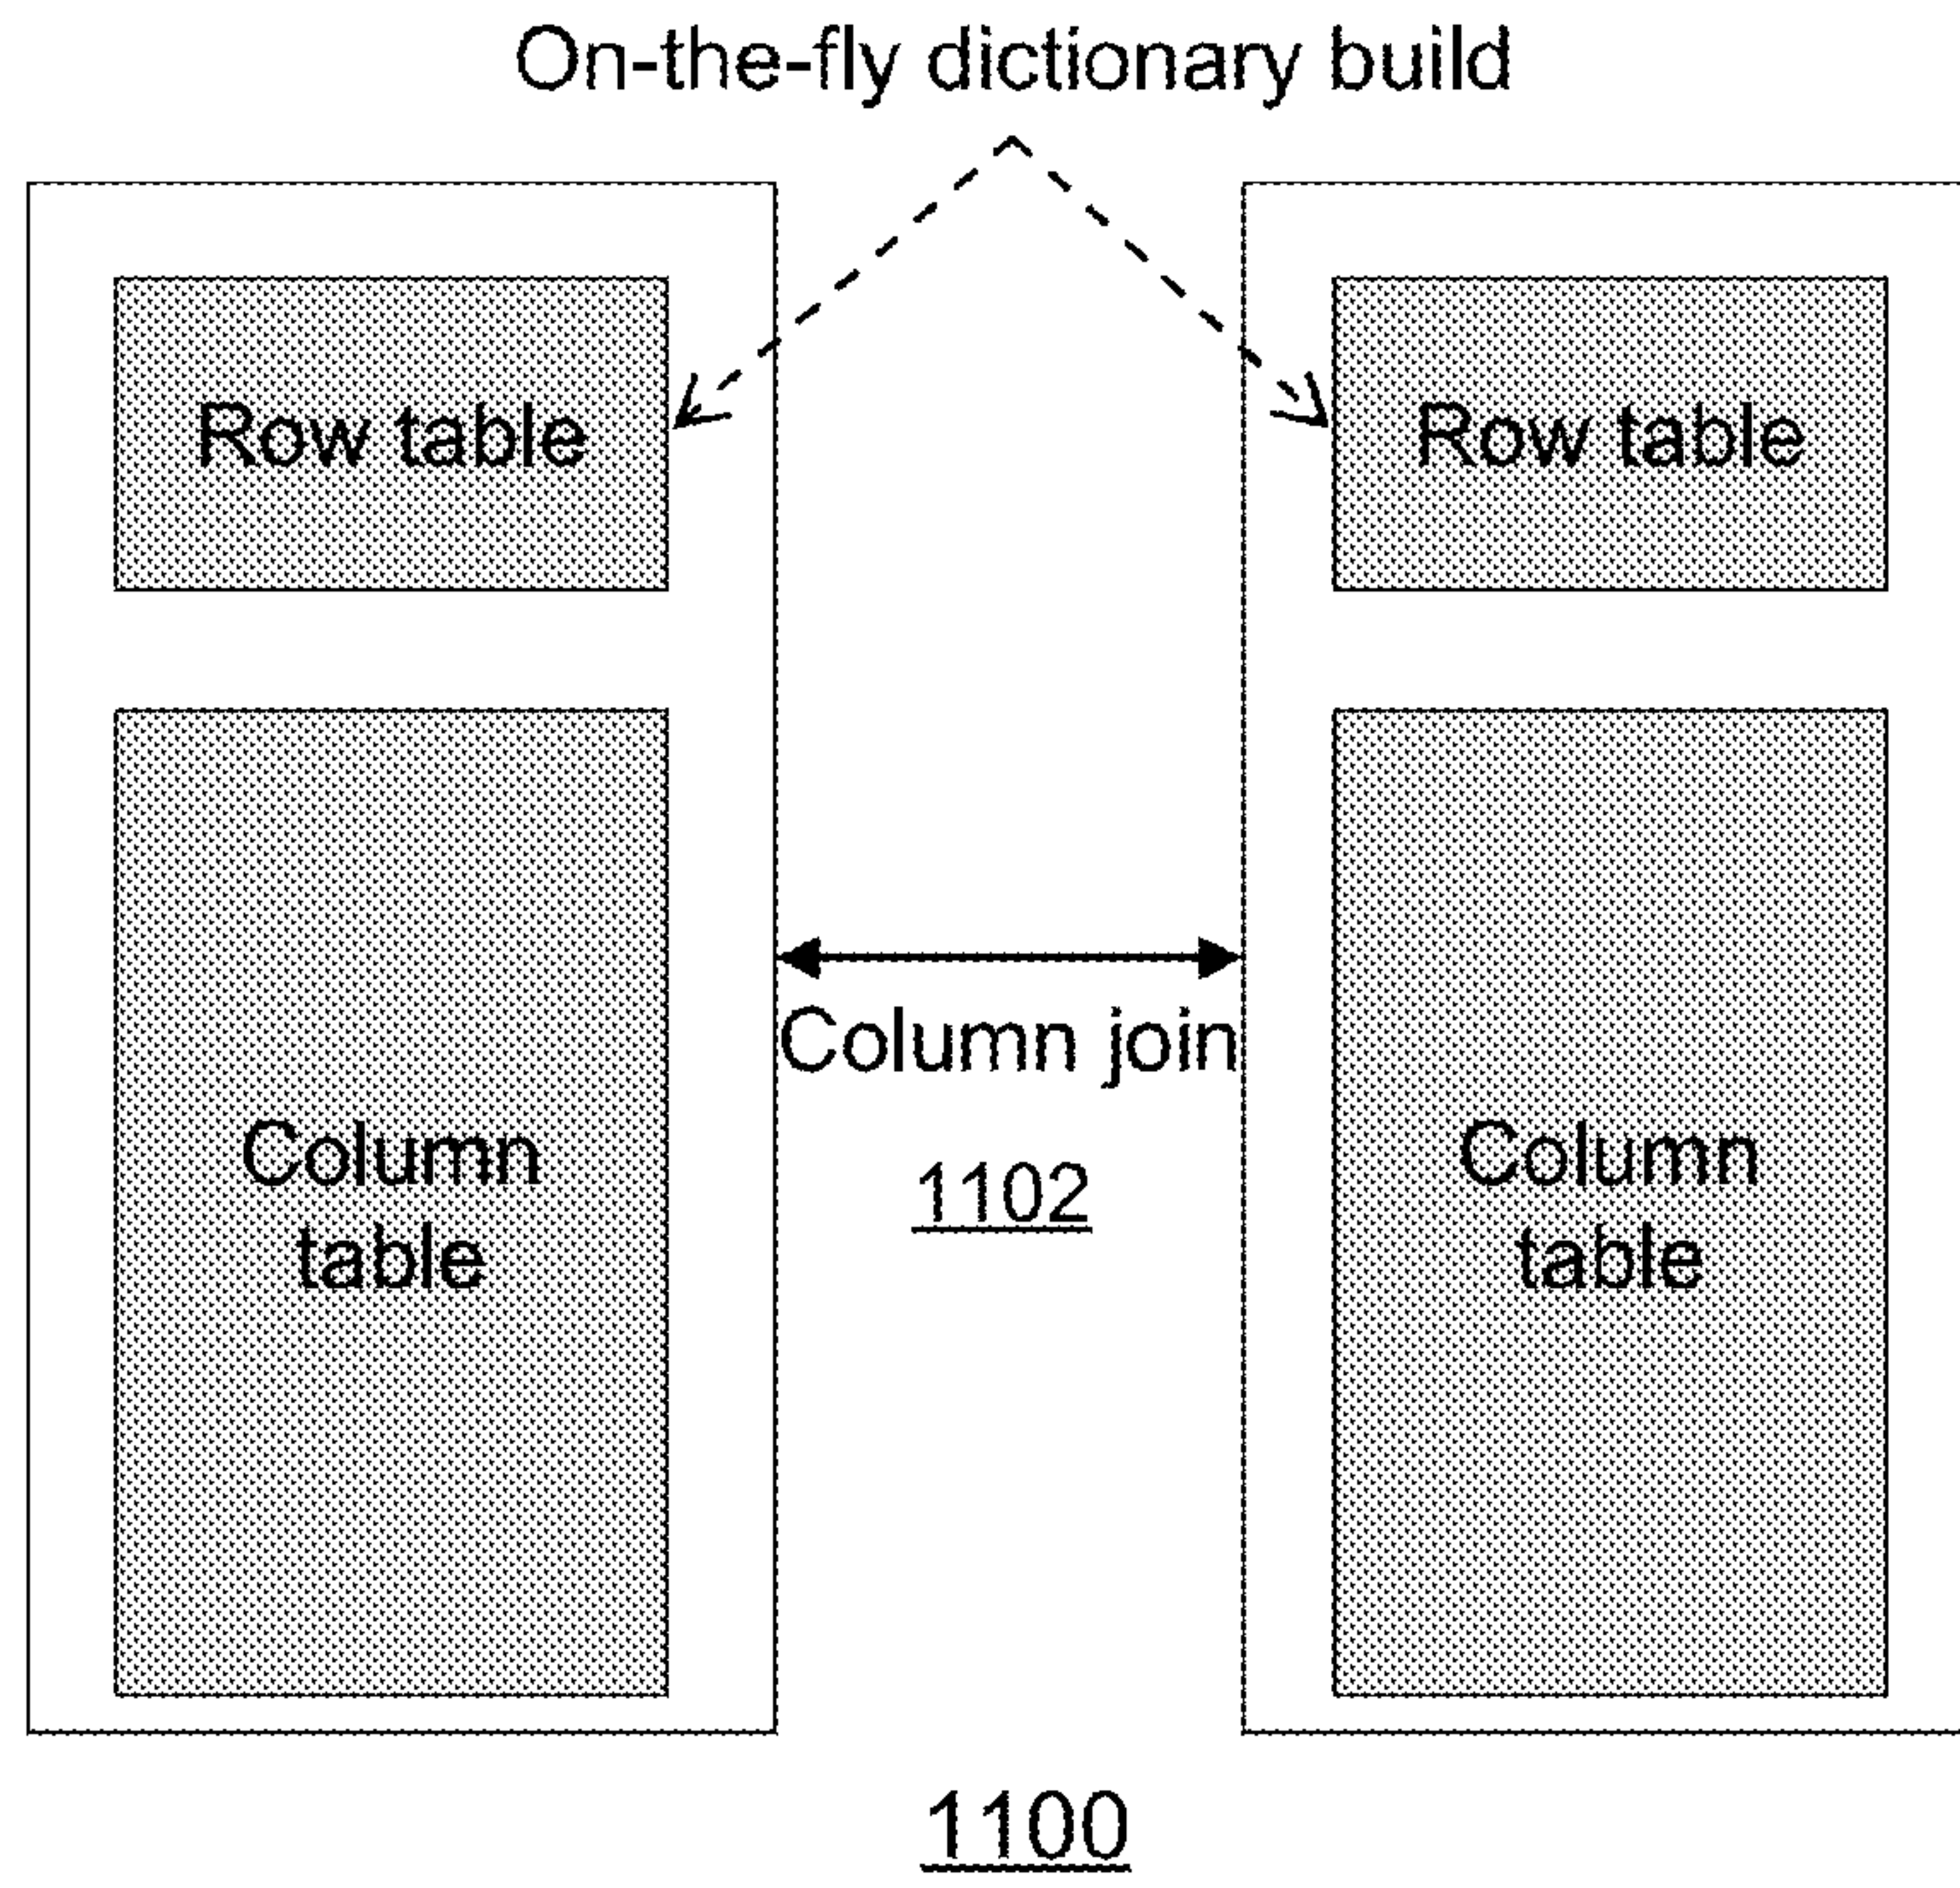 On-the-fly dictionary build
Row table
Row table
Column join
1102
Column
table
Column
table
1100